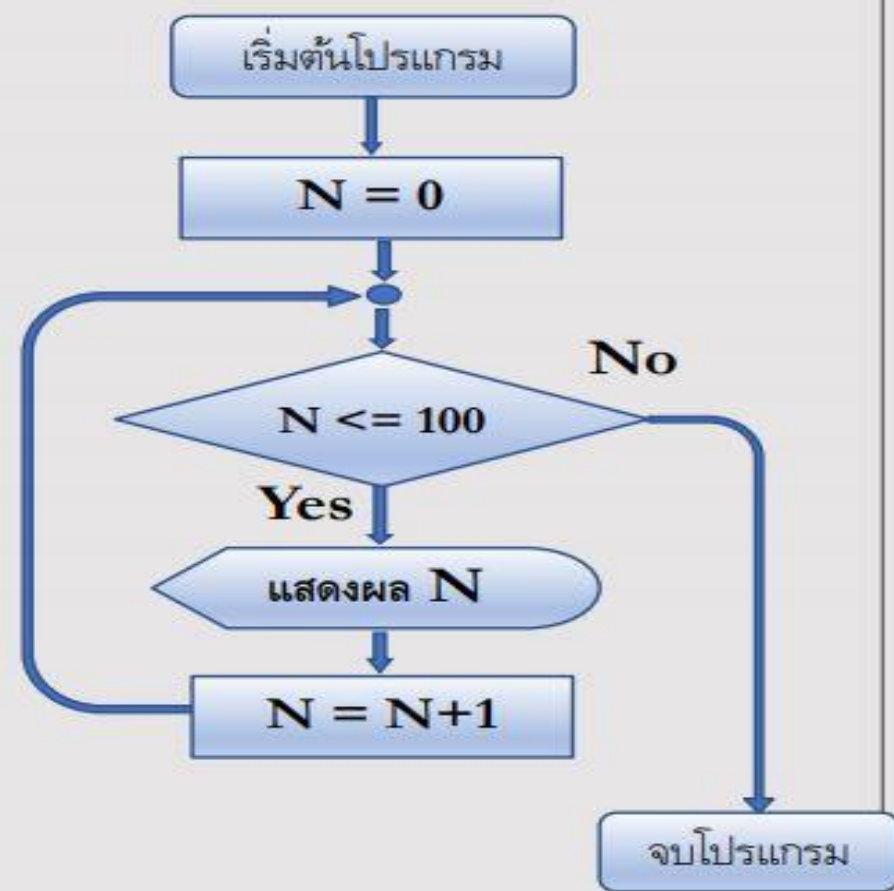 เริ่มต้นโปรแกรม
N = 0
N <= 100
No
Yes
แสดงผล N
N = N+1
จบโปรแกรม